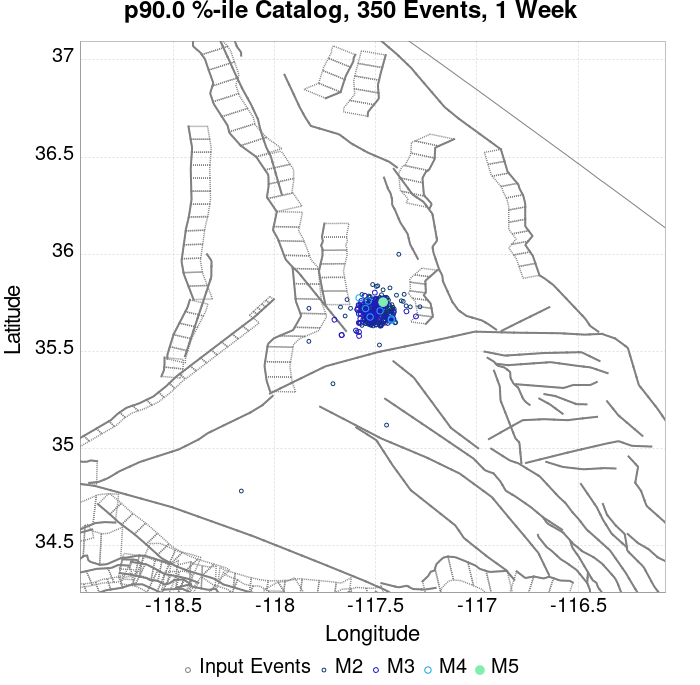 p90.0 %-ile Catalog, 350 Events, 1 Week
37
36.5
36
35.5
35
34.5
Latitude
-118.5 -118 -117.5 -117 -116.5
Longitude
Input Events M2 M3 M4 M5